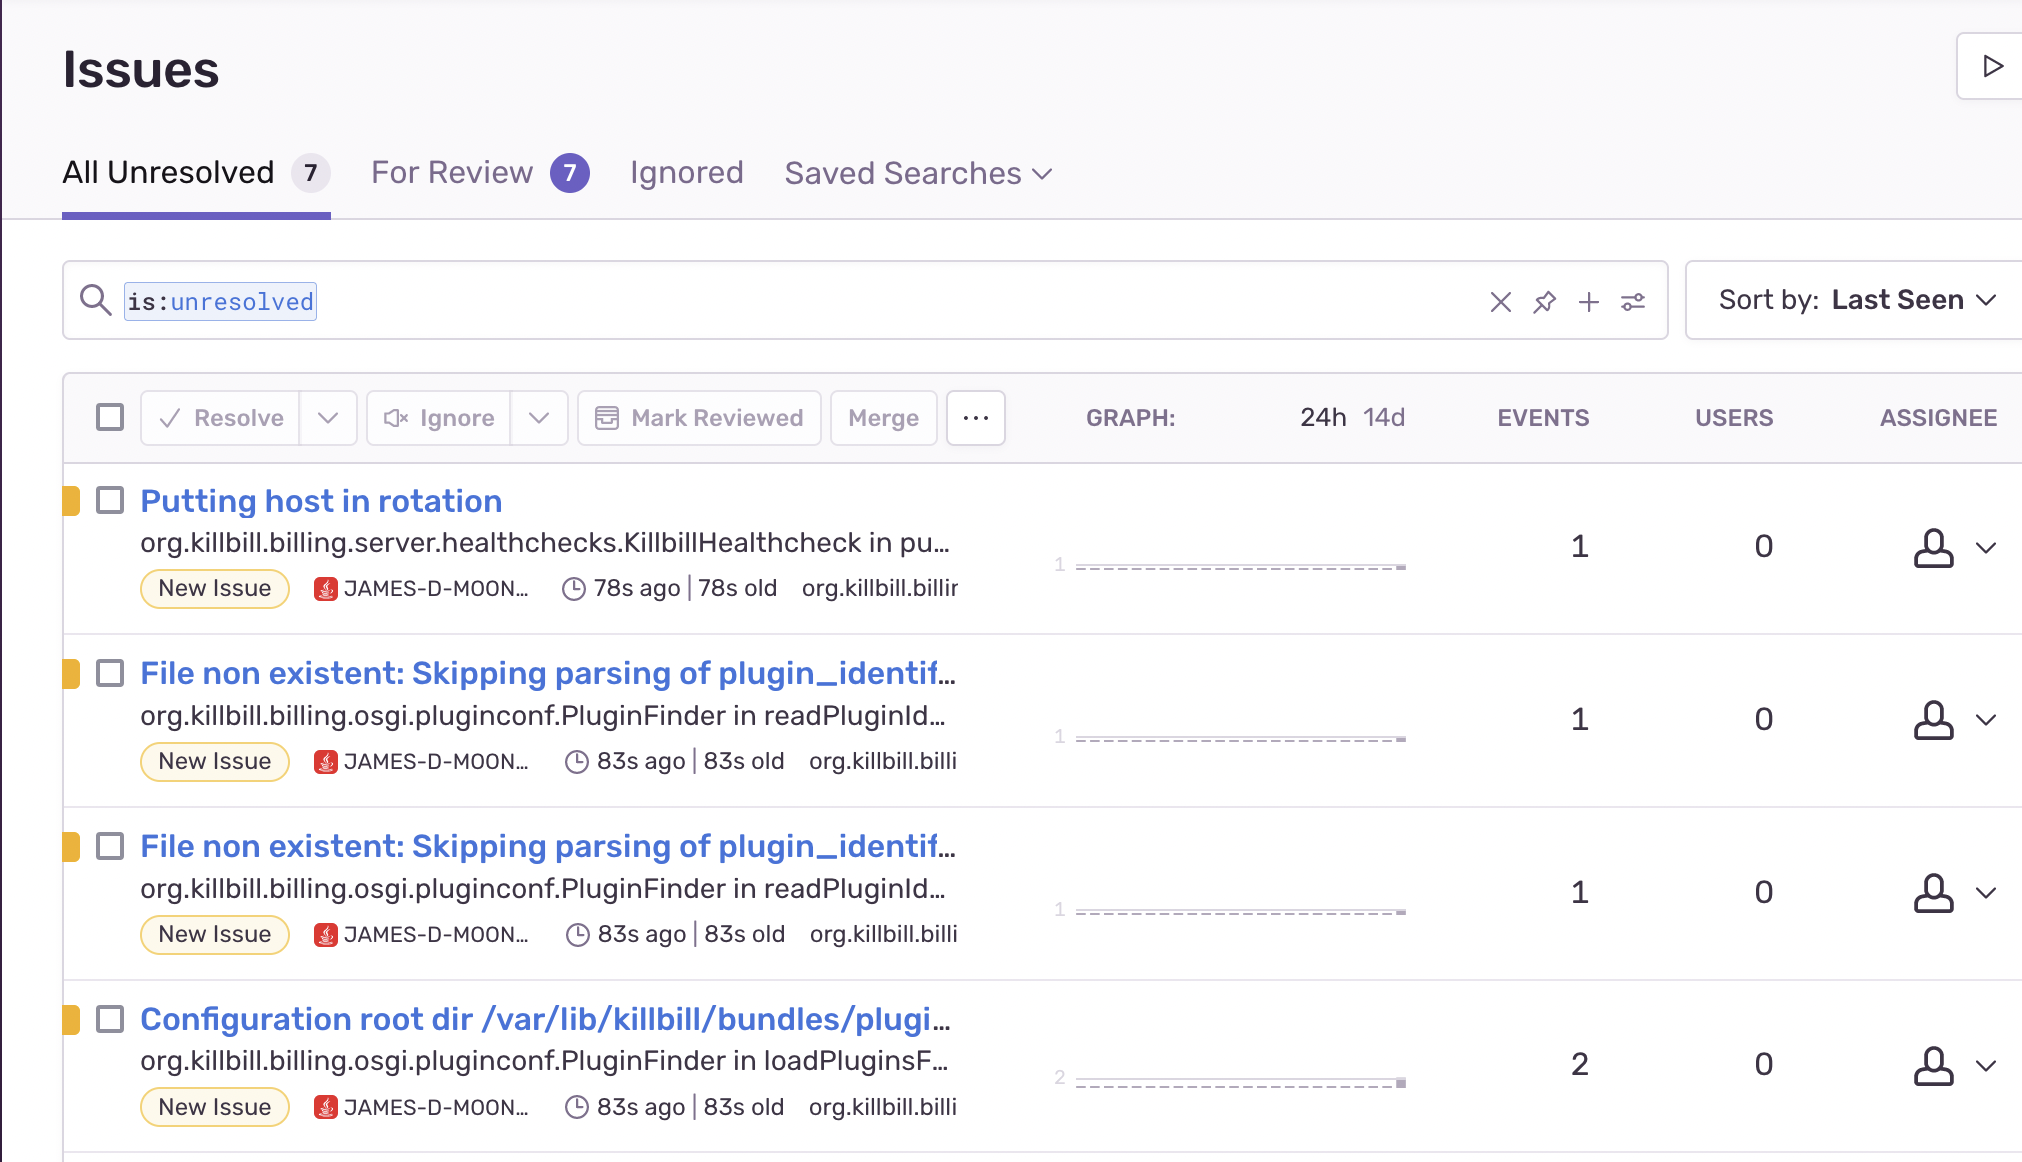 Issues
All Unresolved 7 For Review 7 Ignored Saved Searches
is:unresolved Sort by: Last Seen
Resolve Ignore Mark Reviewed Merge ... GRAPH: 24h 14d EVENTS USERS ASSIGNEE
Putting host in rotation
org.killbill.billing.server.healthchecks.KillbillHealthcheck in pu...
1 1 0
New Issue JAMES-D-MOON... 78s ago | 78s old org.killbill.billin
File non existent: Skipping parsing of plugin_identif...
org.killbill.billing.osgi.pluginconf.PluginFinder in readPluginId...
1 1 0
New Issue JAMES-D-MOON... 83s ago | 83s old org.killbill.billi
File non existent: Skipping parsing of plugin_identif...
org.killbill.billing.osgi.pluginconf.PluginFinder in readPluginId...
1 1 0
New Issue JAMES-D-MOON... 83s ago | 83s old org.killbill.billi
Configuration root dir /var/lib/killbill/bundles/plugi...
org.killbill.billing.osgi.pluginconf.PluginFinder in loadPluginsF...
2 2 0
New Issue JAMES-D-MOON... 83s ago | 83s old org.killbill.billi